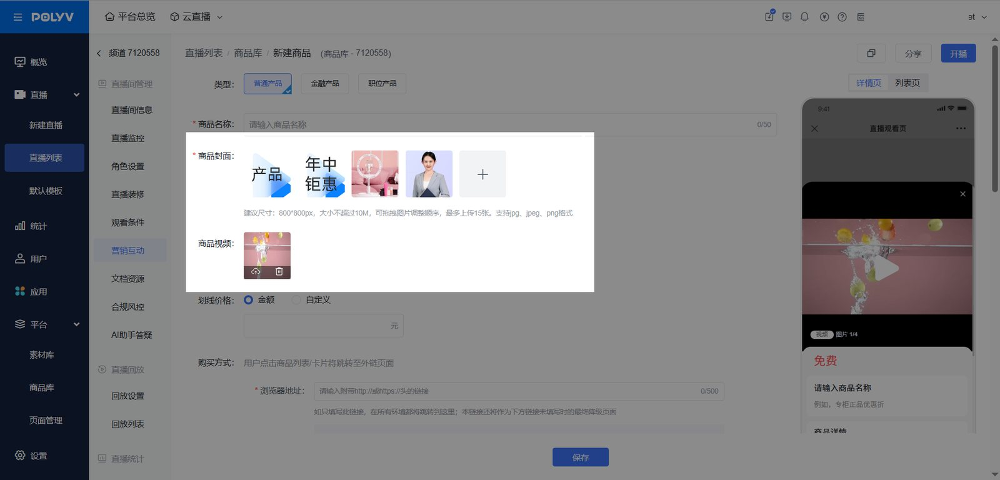 POLYV
平台总览
云直播
et
概览
直播
新建直播
直播列表
默认模板
统计
用户
应用
平台
素材库
商品库
页面管理
设置
频道 7120558
直播间管理
直播间信息
直播监控
角色设置
直播装修
观看条件
营销互动
文档资源
合规风控
AI助手答疑
直播回放
回放设置
回放列表
直播统计
直播列表 / 商品库 / 新建商品 (商品库 - 7120558)
分享
开播
类型：
普通产品
金融产品
职位产品
* 商品名称：
请输入商品名称
0/50
* 商品封面：
产品
年中
钜惠
建议尺寸：800*800px，大小不超过10M，可拖拽图片调整顺序，最多上传15张。支持jpg、jpeg、png格式
商品视频：
划线价格：
金额
自定义
元
购买方式：
用户点击商品列表/卡片将跳转至外链页面
* 浏览器地址：
请输入附带http://或https://头的链接
0/500
如只填写此链接，在所有环境都将跳转到这里；本链接还将作为下方链接未填写时的最终降级页面
保存
详情页
列表页
9:41
直播观看页
视频
图片 1/4
免费
请输入商品名称
例如，专柜正品优惠折
商品详情